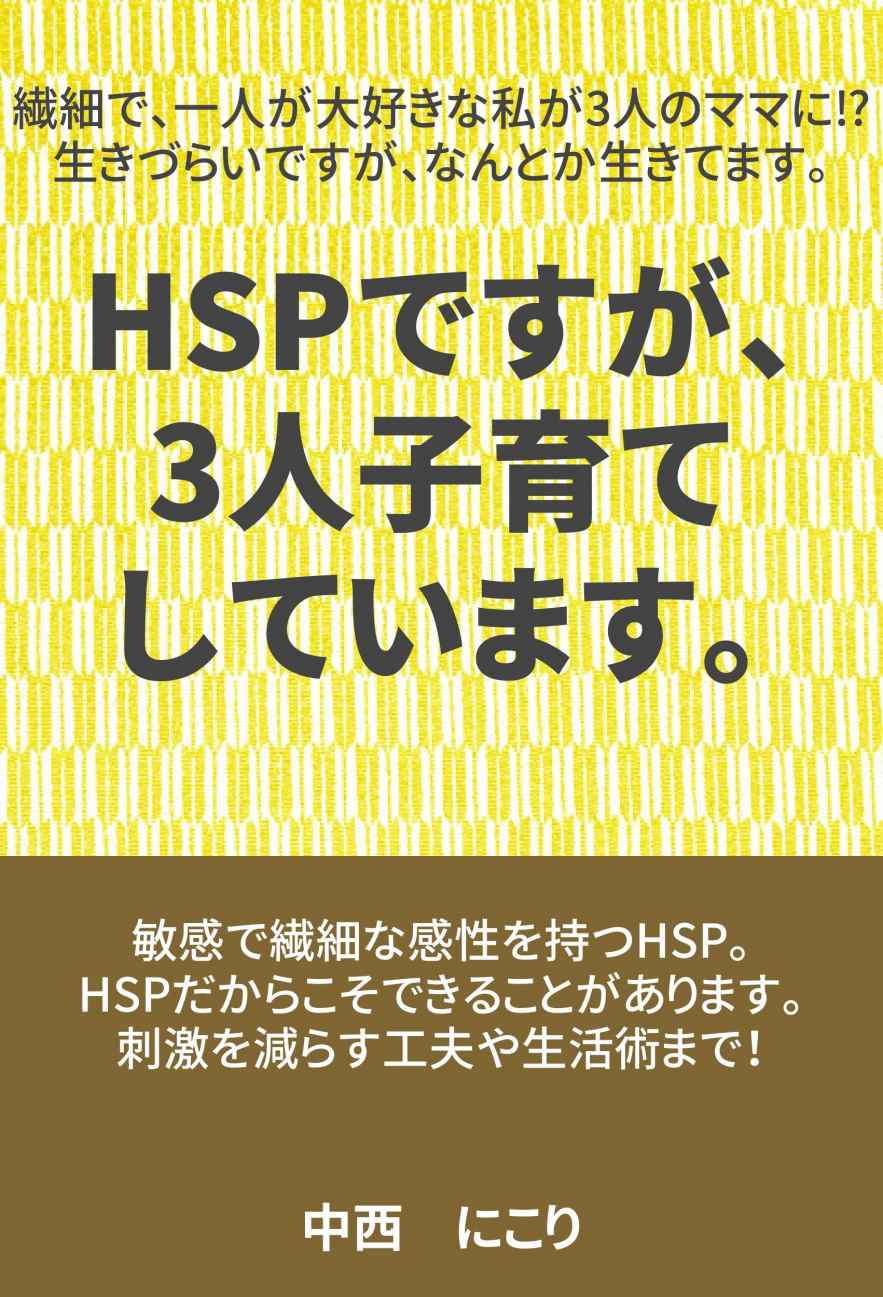 繊細で、一人が大好きな私が3人のママに!?
生きづらいですが、なんとか生きてます。
HSPですが、
3人子育て
しています。
敏感で繊細な感性を持つHSP。
HSPだからこそできることがあります。
刺激を減らす工夫や生活術まで！
中西　にこり